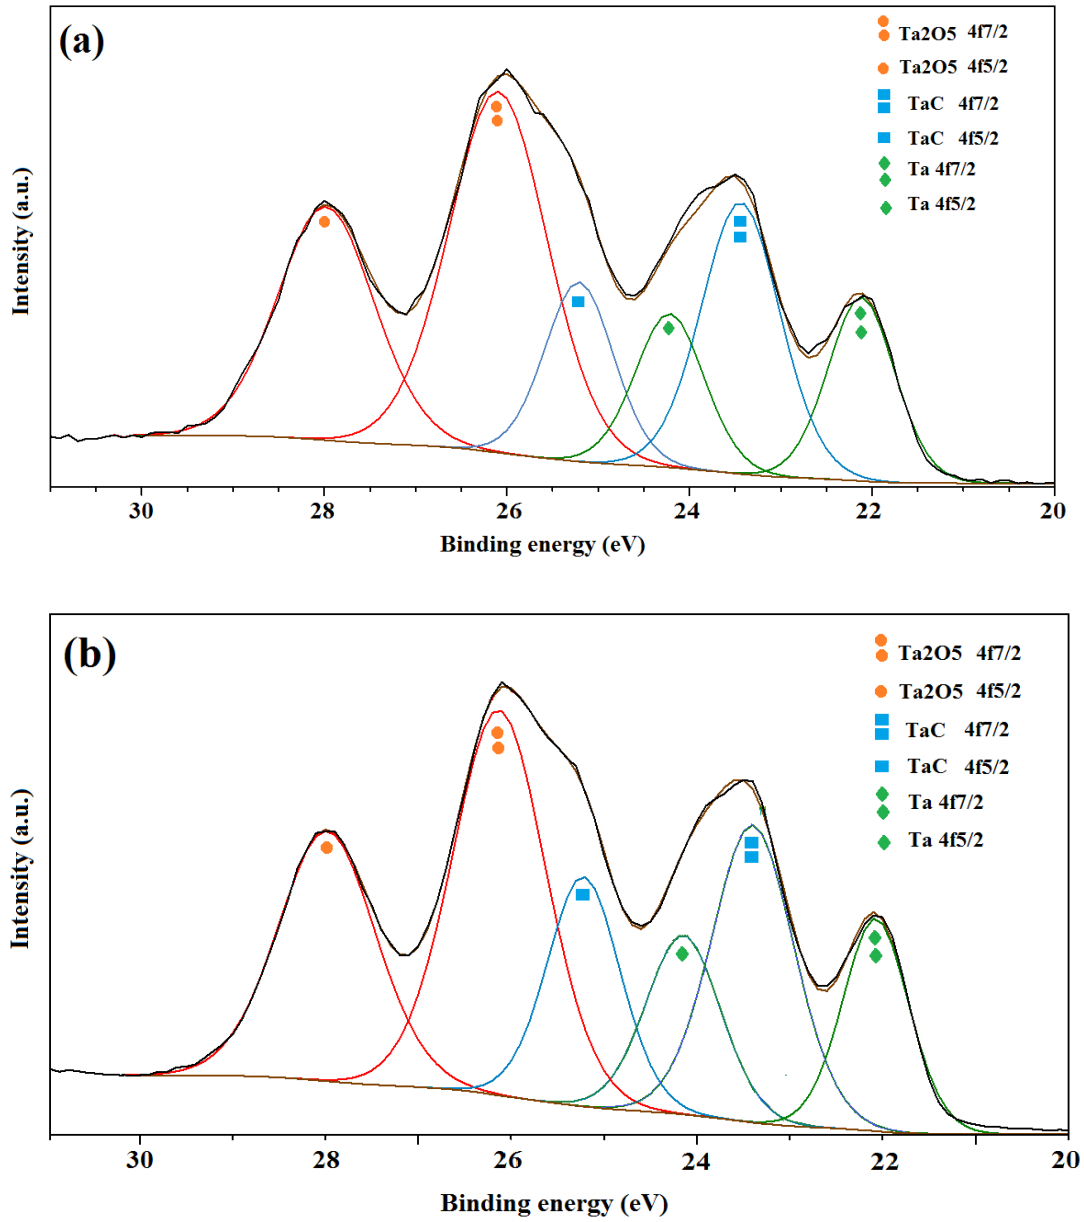 (a)
Ta2O5 4f7/2
Ta2O5 4f5/2
TaC 4f7/2
TaC 4f5/2
Ta 4f7/2
Ta 4f5/2
Intensity (a.u.)
30 28 26 24 22 20
Binding energy (eV)
(b)
Ta2O5 4f7/2
Ta2O5 4f5/2
TaC 4f7/2
TaC 4f5/2
Ta 4f7/2
Ta 4f5/2
Intensity (a.u.)
30 28 26 24 22 20
Binding energy (eV)